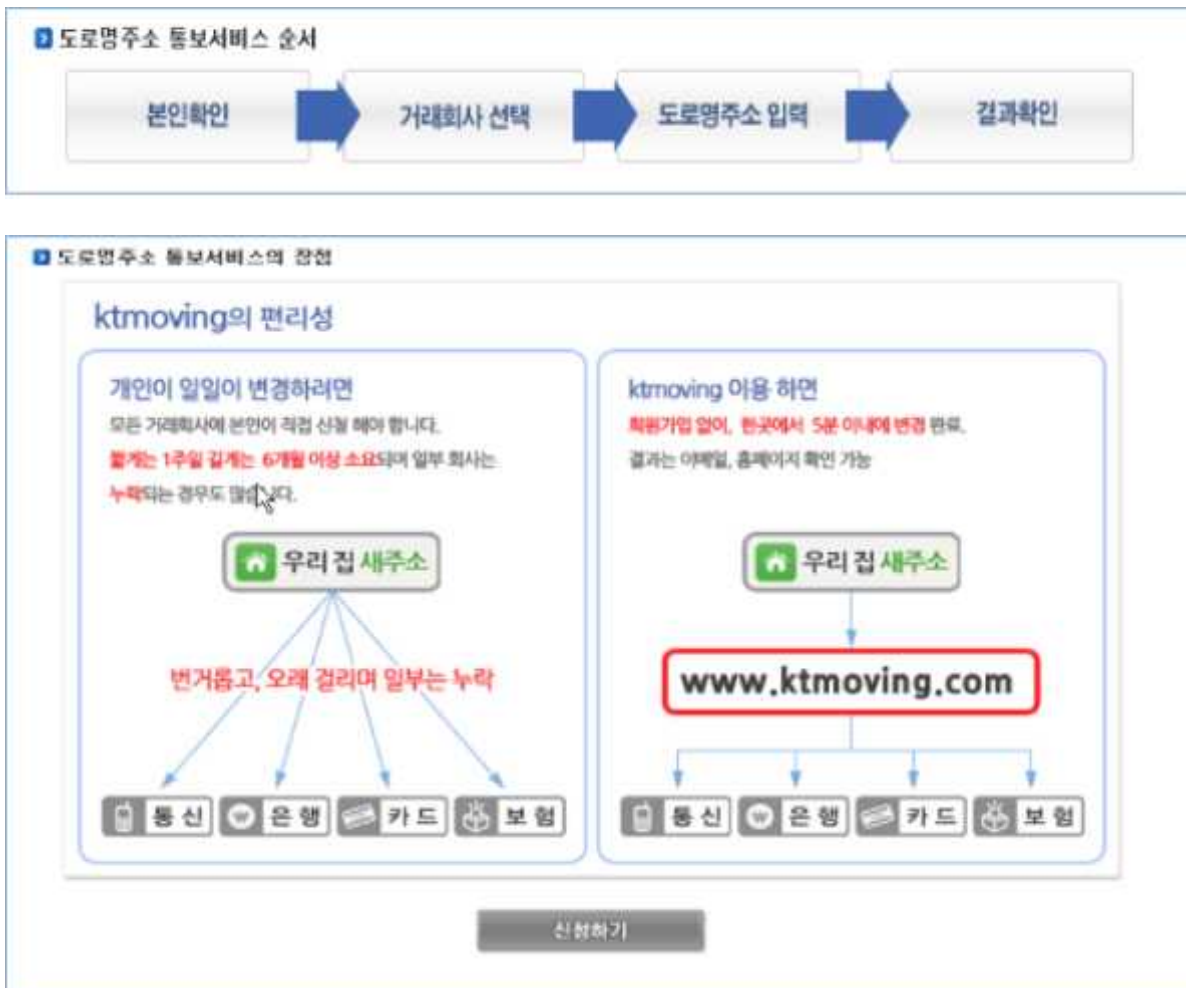 도로명주소 통보서비스 순서
본인확인
거래회사 선택
도로명주소 입력
결과확인
도로명주소 통보서비스의 장점
ktmoving의 편리성
개인이 일일이 변경하려면
모든 거래회사에 본인이 직접 신청 해야 합니다.
짧게는 1주일 길게는 6개월 이상 소요되며 일부 회사는
누락되는 경우도 많습니다.
우리 집 새주소
번거롭고, 오래 걸리며 일부는 누락
통신
은행
카드
보험
ktmoving 이용 하면
회원가입 없이, 한곳에서 5분 이내에 변경 완료.
결과는 이메일, 홈페이지 확인 가능
우리 집 새주소
www.ktmoving.com
통신
은행
카드
보험
신청하기